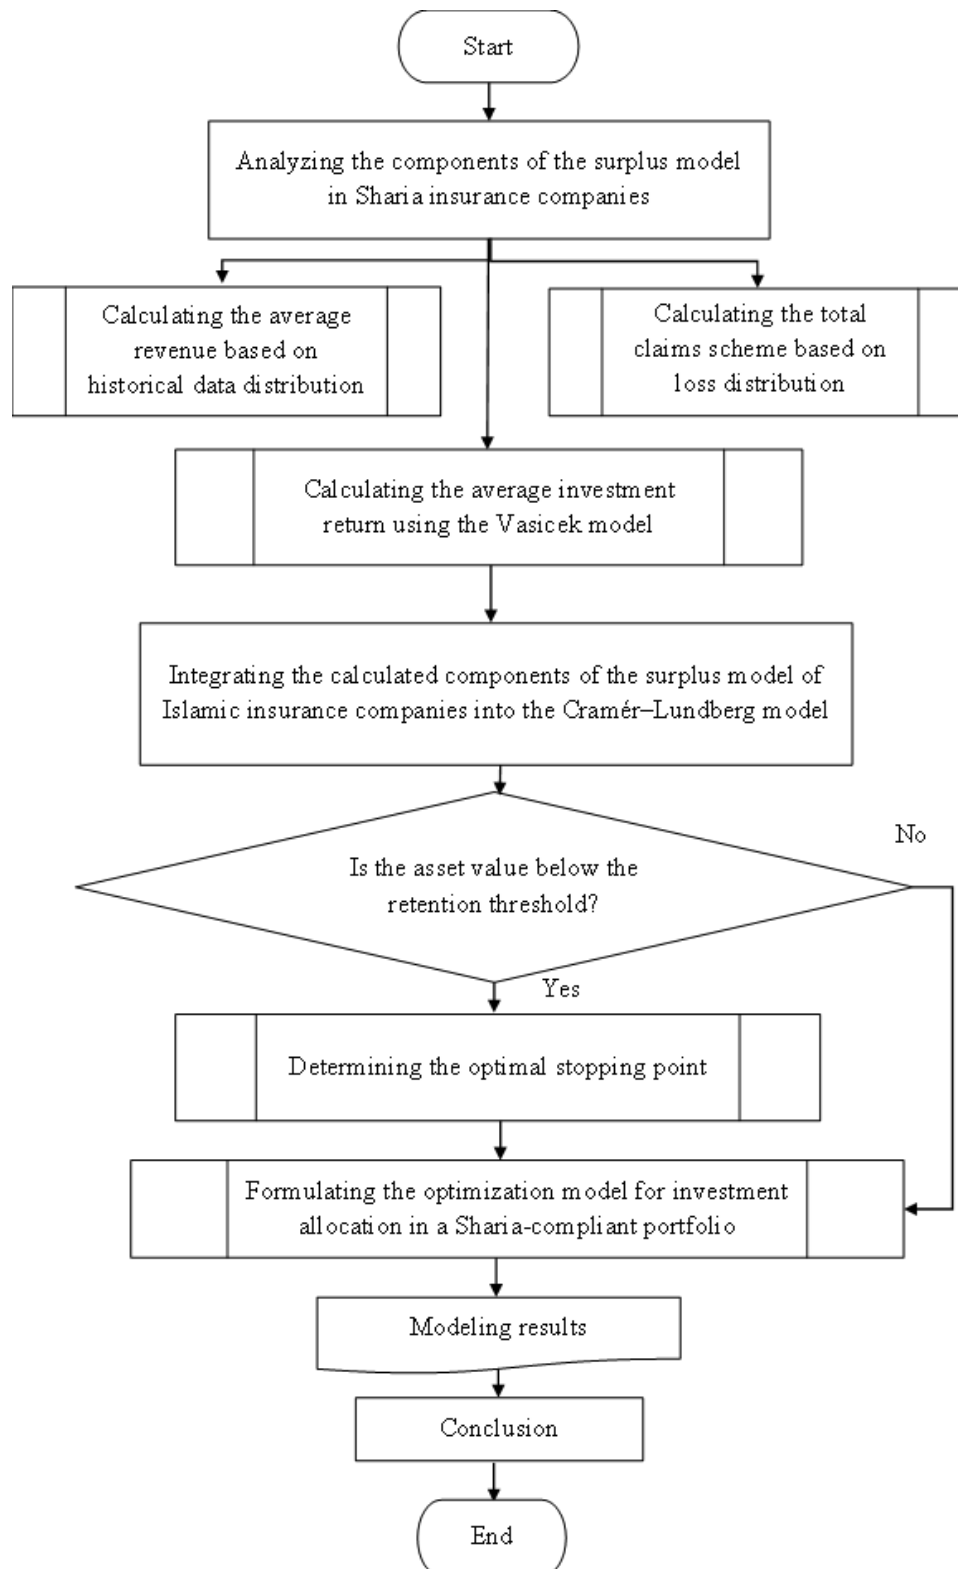 Start
Analyzing the components of the surplus model
in Sharia insurance companies
Calculating the average
revenue based on
historical data distribution
Calculating the total
claims scheme based on
loss distribution
Calculating the average investment
return using the Vasicek model
Integrating the calculated components of the surplus model of
Islamic insurance companies into the Cramér–Lundberg model
No
Is the asset value below the
retention threshold?
Yes
Determining the optimal stopping point
Formulating the optimization model for investment
allocation in a Sharia-compliant portfolio
Modeling results
Conclusion
End